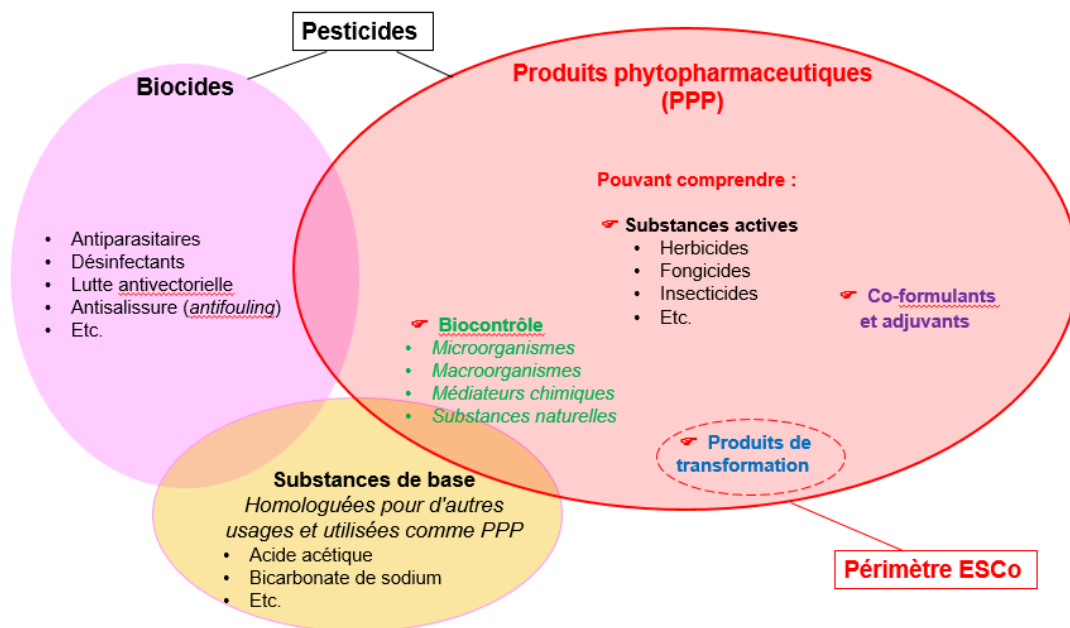 Pesticides
Biocides
• Antiparasitaires
• Désinfectants
• Lutte antivectorielle
• Antisalissure (antifouling)
• Etc.
Produits phytopharmaceutiques
(PPP)
Pouvant comprendre :
☞ Substances actives
• Herbicides
• Fongicides
• Insecticides
• Etc.
☞ Co-formulants
et adjuvants
☞ Biocontrôle
• Microorganismes
• Macroorganismes
• Médiateurs chimiques
• Substances naturelles
☞ Produits de
transformation
Substances de base
Homologuées pour d'autres
usages et utilisées comme PPP
• Acide acétique
• Bicarbonate de sodium
• Etc.
Périmètre ESCo